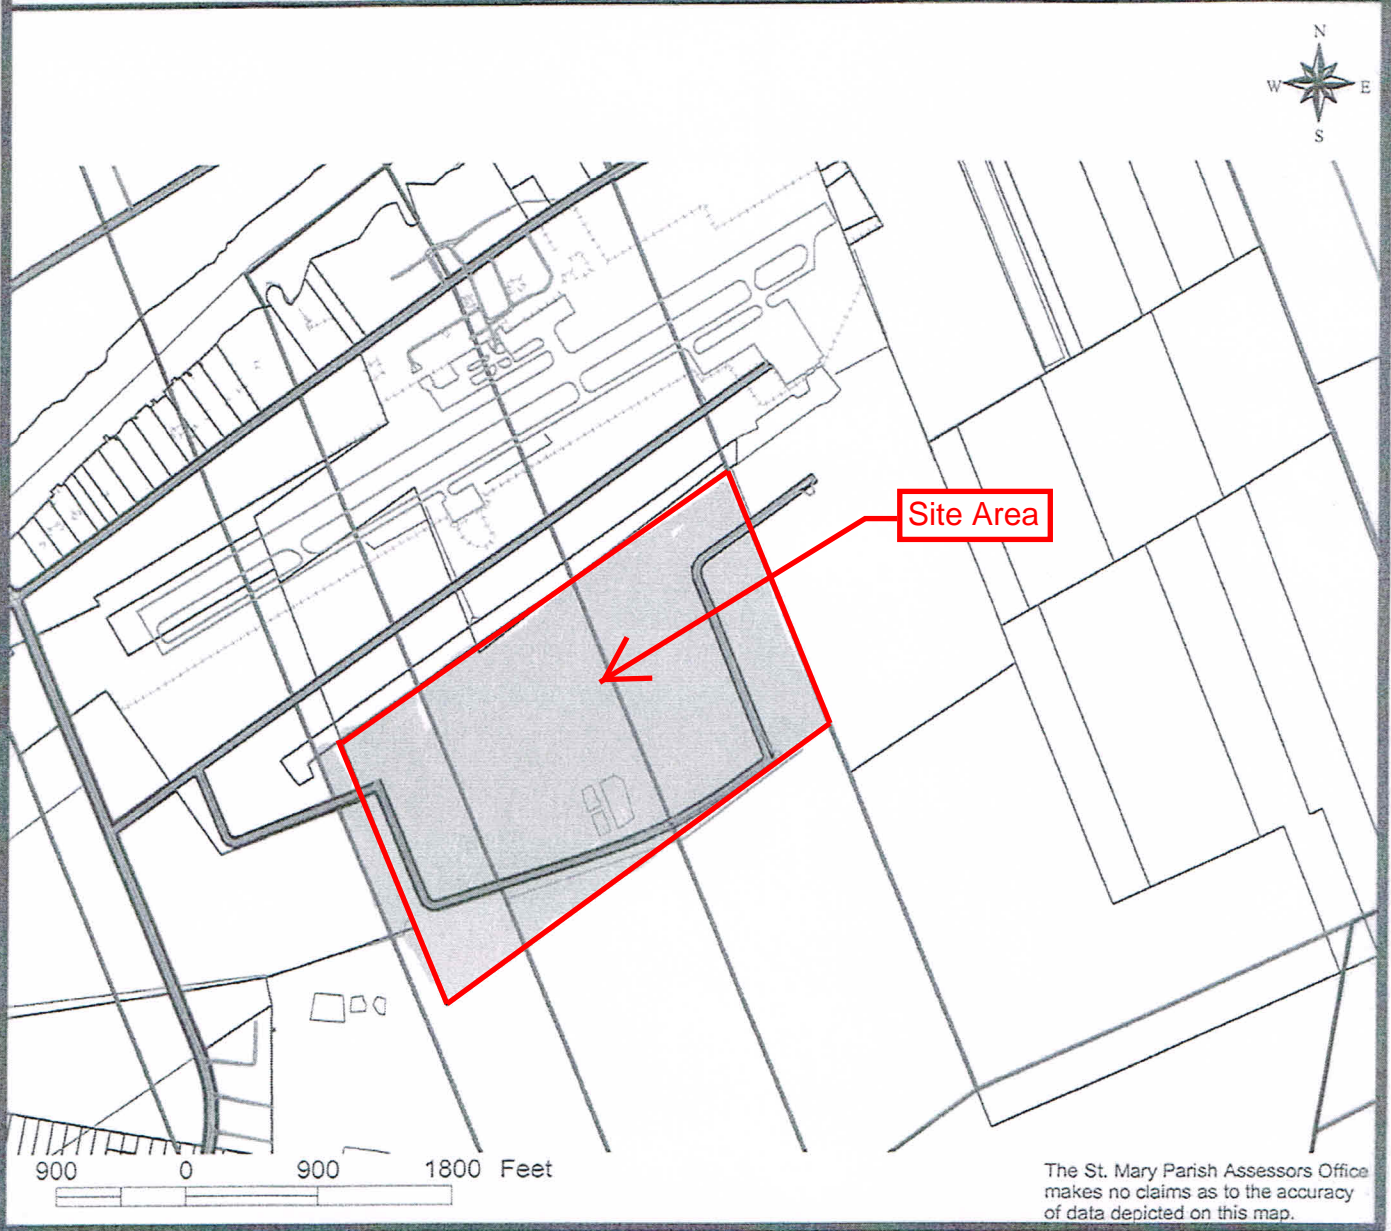 N
W E
S
Site Area
900 0 900 1800 Feet
The St. Mary Parish Assessors Office
makes no claims as to the accuracy
of data depicted on this map.